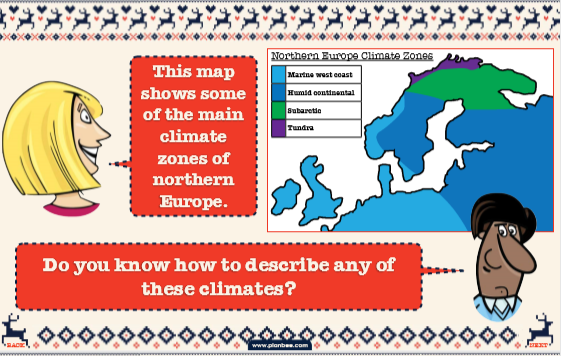 This map
shows some
of the main
climate
zones of
northern
Europe.
Northern Europe Climate Zones
Marine west coast
Humid continental
Subarctic
Tundra
Do you know how to describe any of
these climates?
BACK
www.planbee.com
NEXT